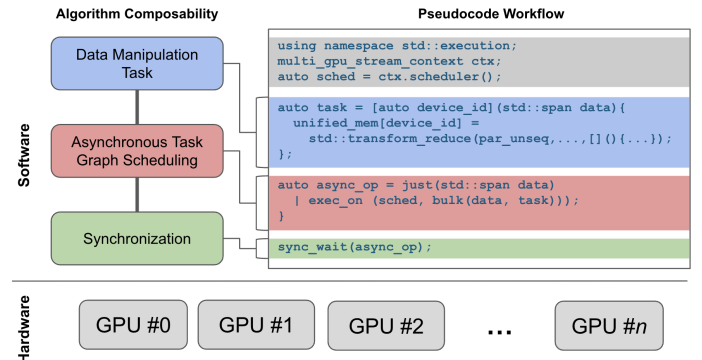 Algorithm Composability
Pseudocode Workflow
Software
Data Manipulation
Task
Asynchronous Task
Graph Scheduling
Synchronization
using namespace std::execution;
multi_gpu_stream_context ctx;
auto sched = ctx.scheduler();
auto task = [auto device_id](std::span data){
unified_mem[device_id] =
std::transform_reduce(par_unseq,...,[](){...});
};
auto async_op = just(std::span data)
| exec_on (sched, bulk(data, task)));
}
sync_wait(async_op);
Hardware
GPU #0
GPU #1
GPU #2
...
GPU #n